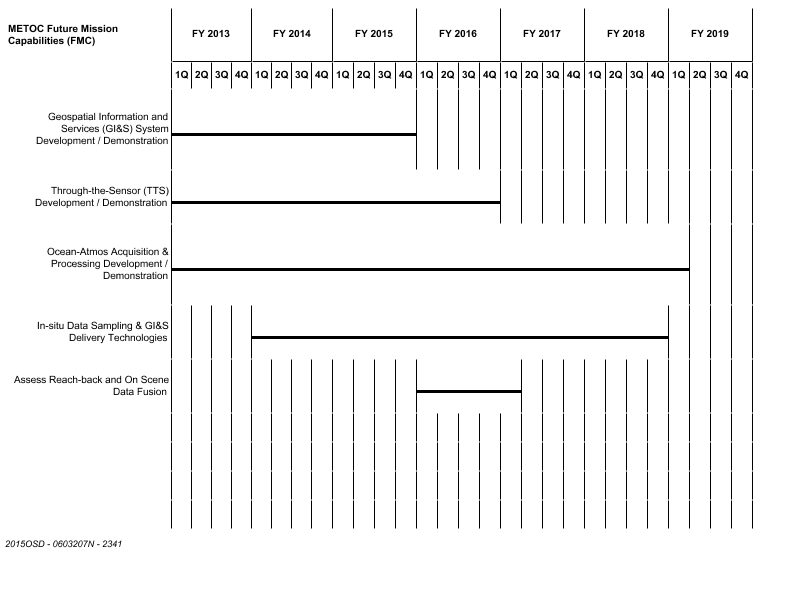 METOC Future Mission
Capabilities (FMC)
FY 2013 FY 2014 FY 2015 FY 2016 FY 2017 FY 2018 FY 2019
1Q 2Q 3Q 4Q 1Q 2Q 3Q 4Q 1Q 2Q 3Q 4Q 1Q 2Q 3Q 4Q 1Q 2Q 3Q 4Q 1Q 2Q 3Q 4Q 1Q 2Q 3Q 4Q
Geospatial Information and
Services (GI&S) System
Development / Demonstration
Through-the-Sensor (TTS)
Development / Demonstration
Ocean-Atmos Acquisition &
Processing Development /
Demonstration
In-situ Data Sampling & GI&S
Delivery Technologies
Assess Reach-back and On Scene
Data Fusion
2015OSD - 0603207N - 2341